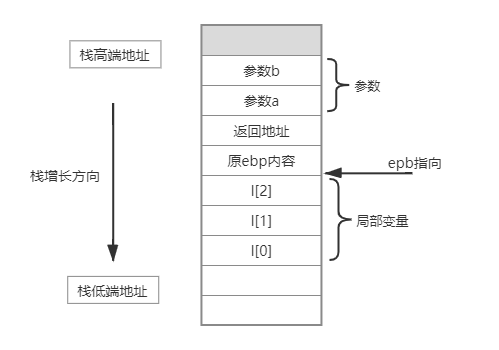 栈高端地址
参数b
参数a
参数
返回地址
原ebp内容
epb指向
栈增长方向
l[2]
l[1]
局部变量
l[0]
栈低端地址